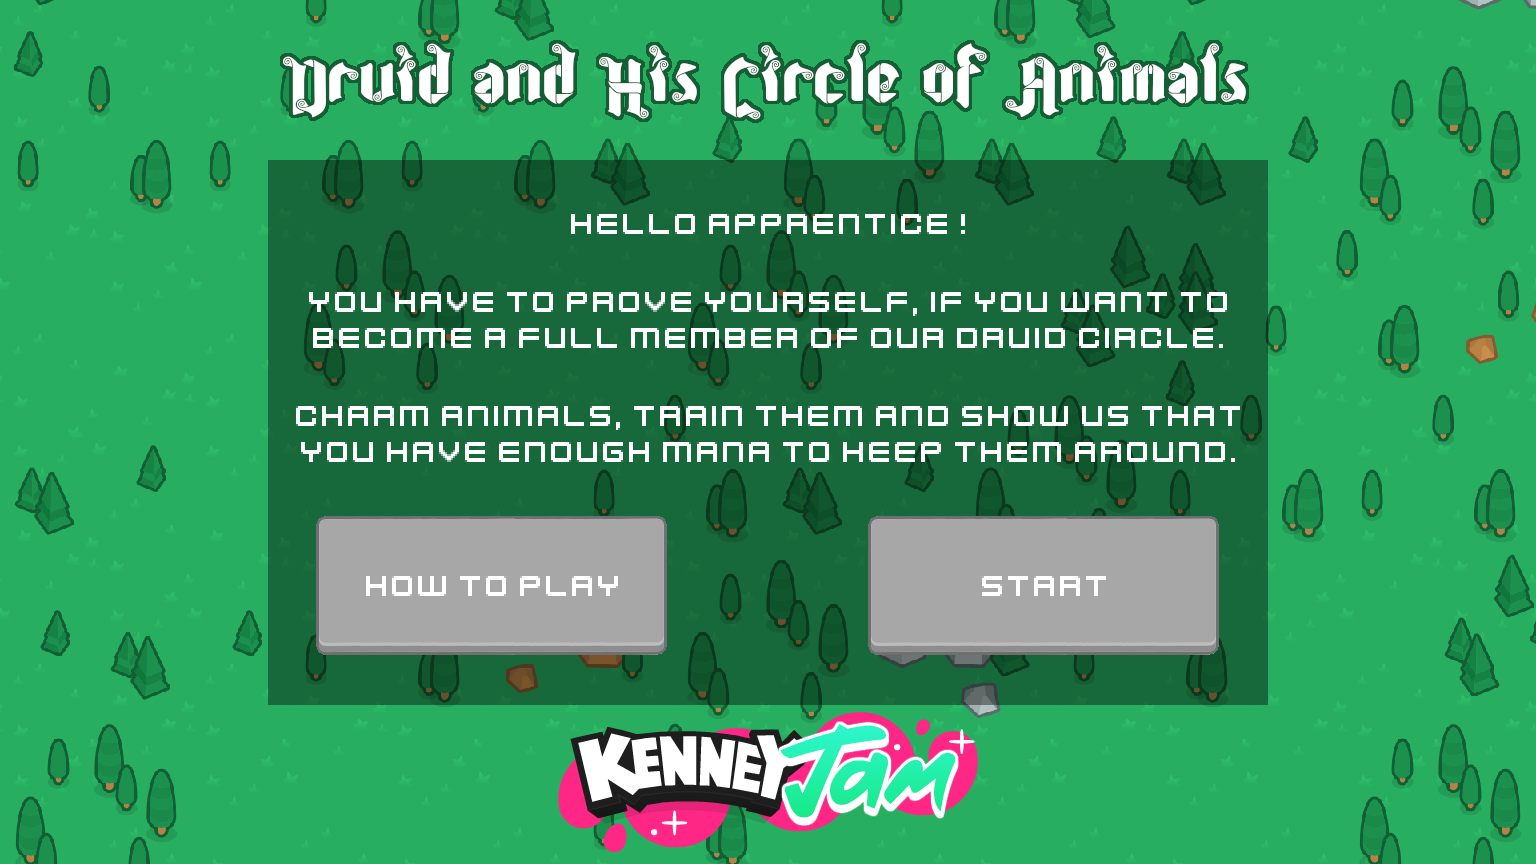 Druid and His Circle of Animals
HELLO APPRENTICE !
YOU HAVE TO PROVE YOURSELF, IF YOU WANT TO
BECOME A FULL MEMBER OF OUR DRUID CIRCLE.
CHARM ANIMALS, TRAIN THEM AND SHOW US THAT
YOU HAVE ENOUGH MANA TO KEEP THEM AROUND.
HOW TO PLAY
START
KENNEY Jam